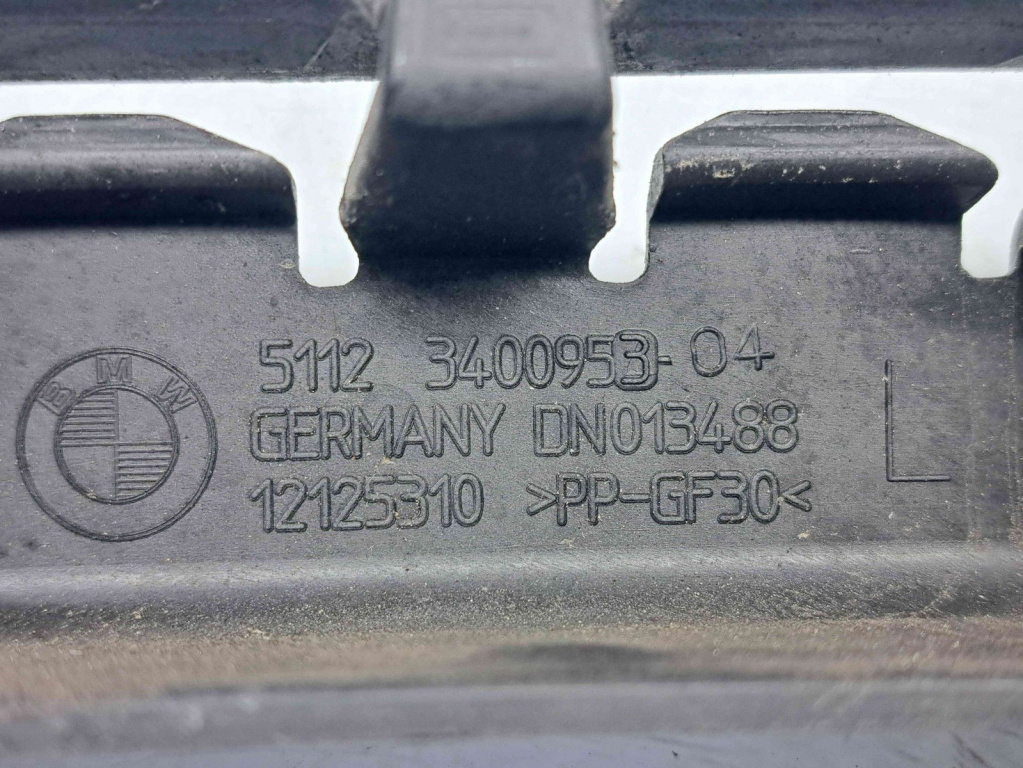 BMW
5112 3400953-04
GERMANY DN013488
12125310 >PP-GF30<
L